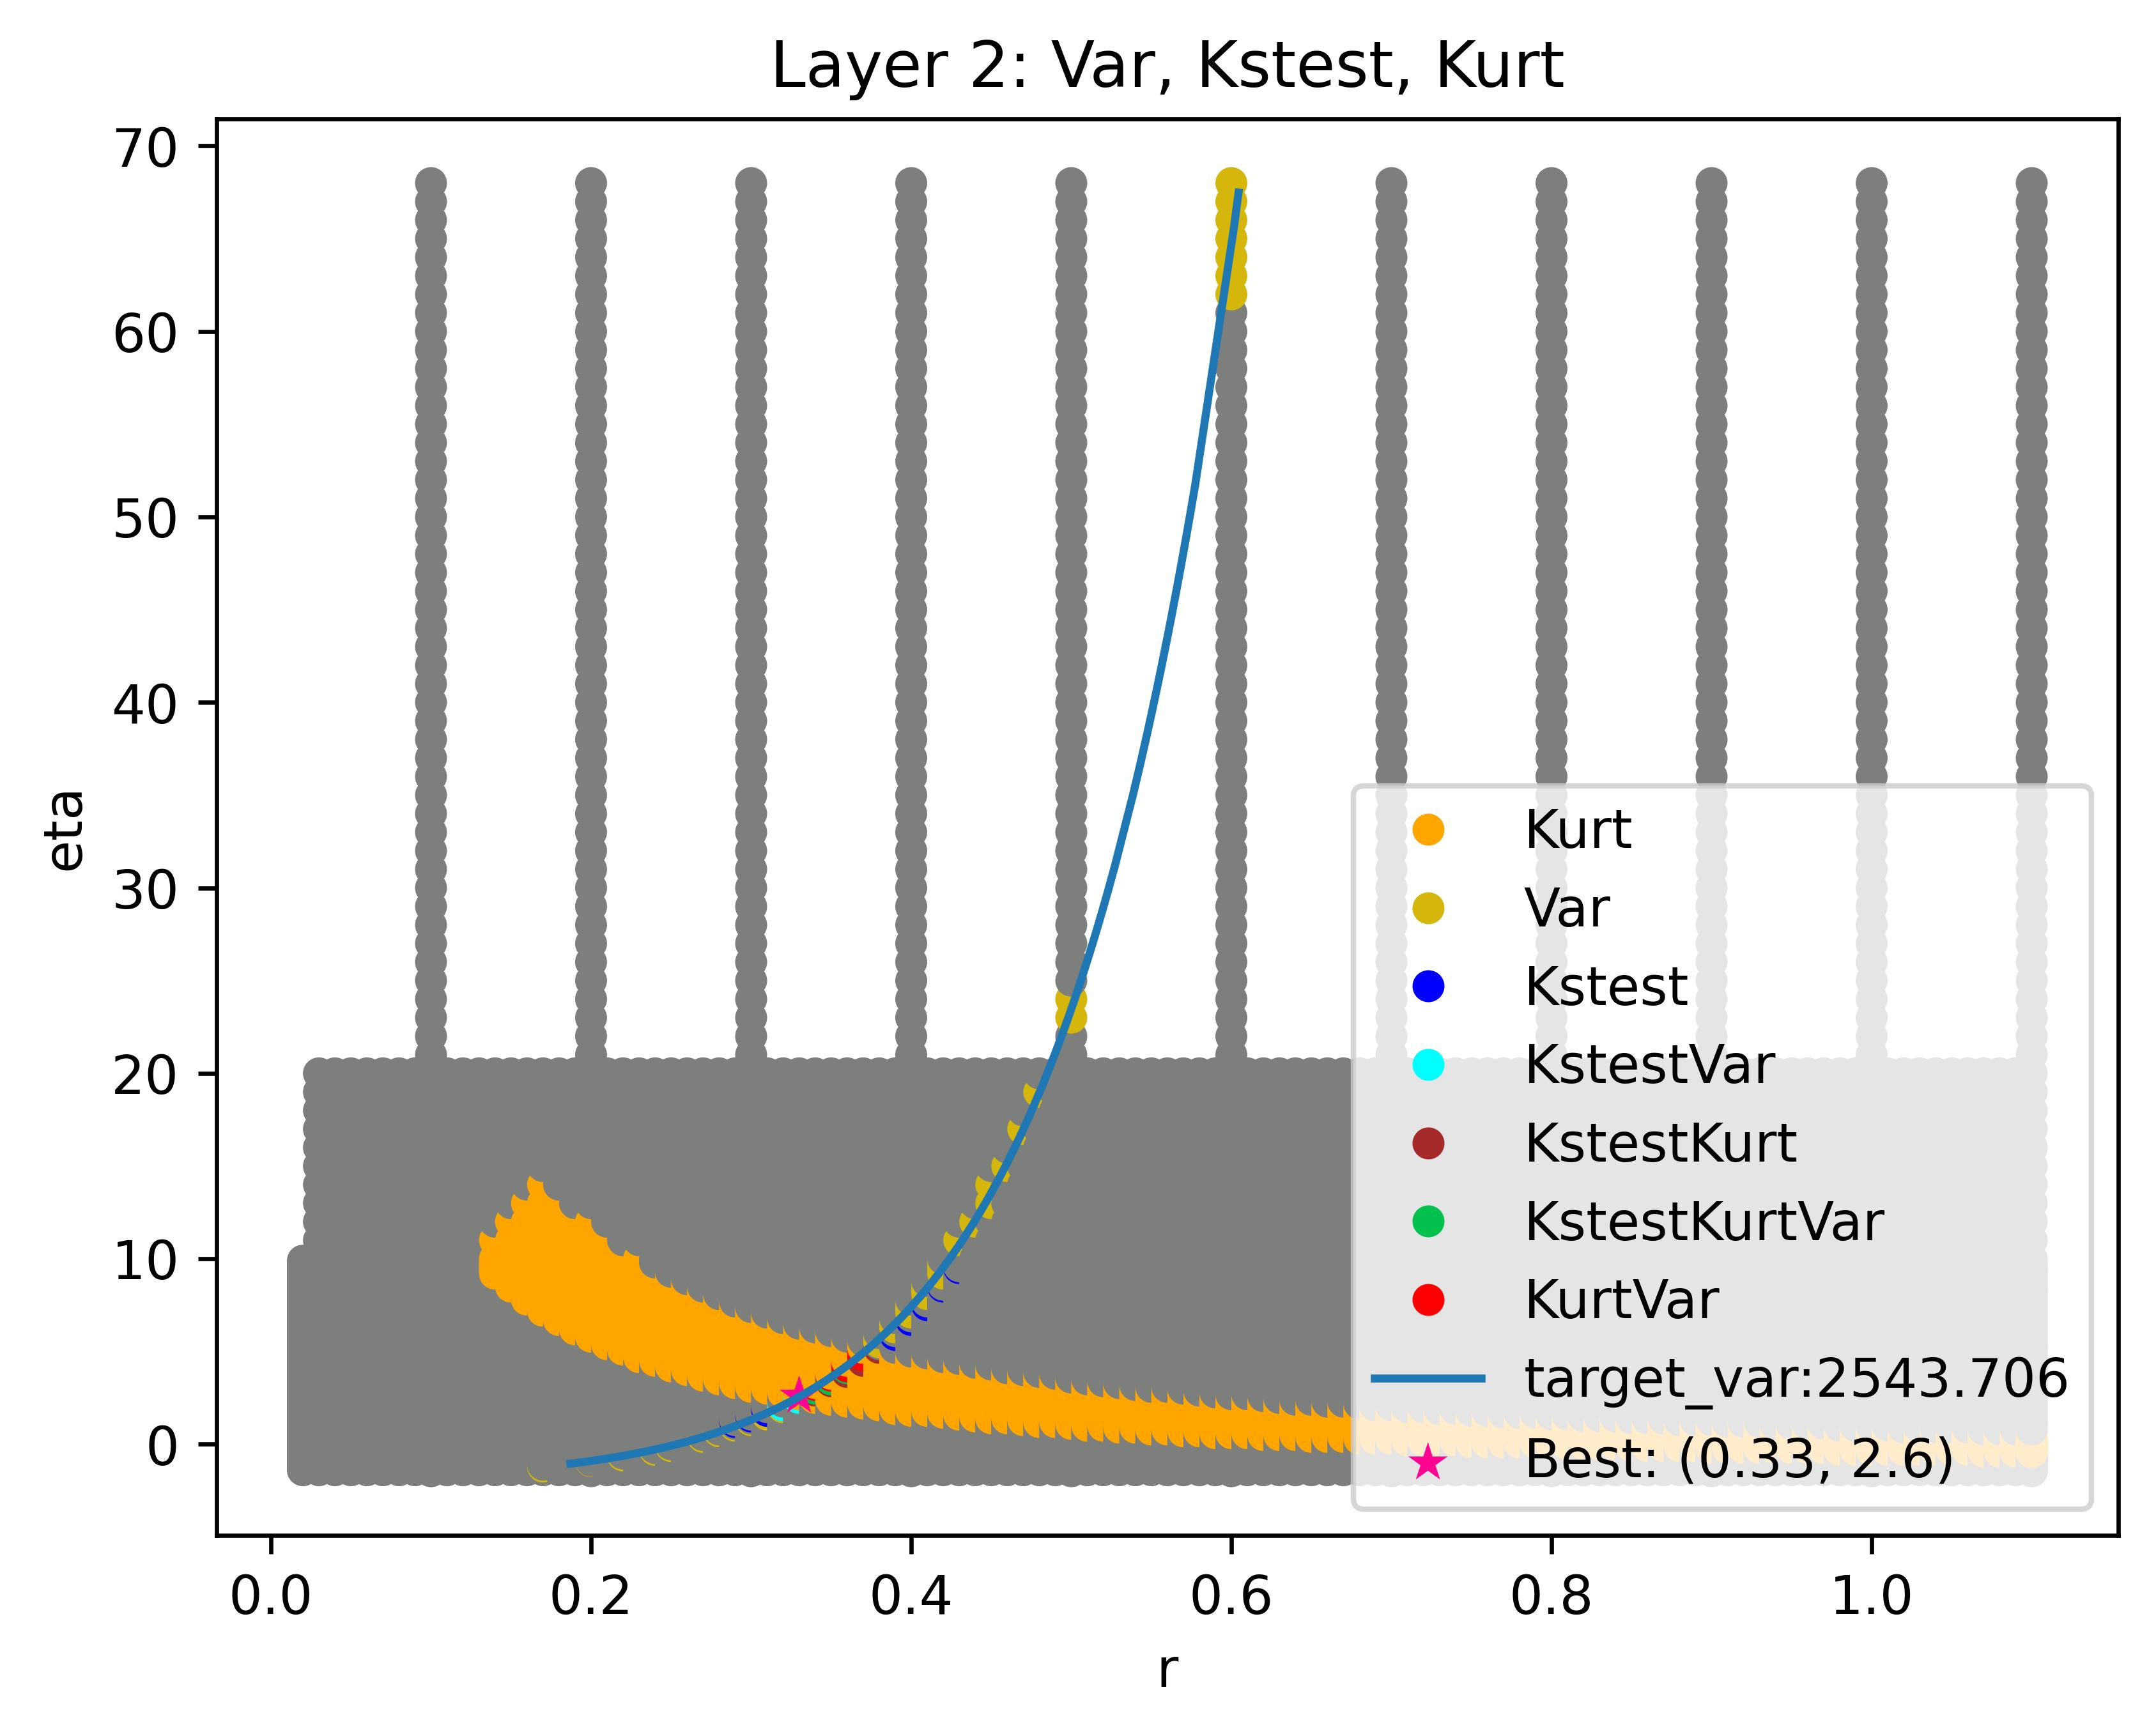 Layer 2: Var, Kstest, Kurt
70
60
50
40
30
20
10
0
eta
Kurt
Var
Kstest
KstestVar
KstestKurt
KstestKurtVar
KurtVar
target_var:2543.706
Best: (0.33, 2.6)
0.0 0.2 0.4 0.6 0.8 1.0
r